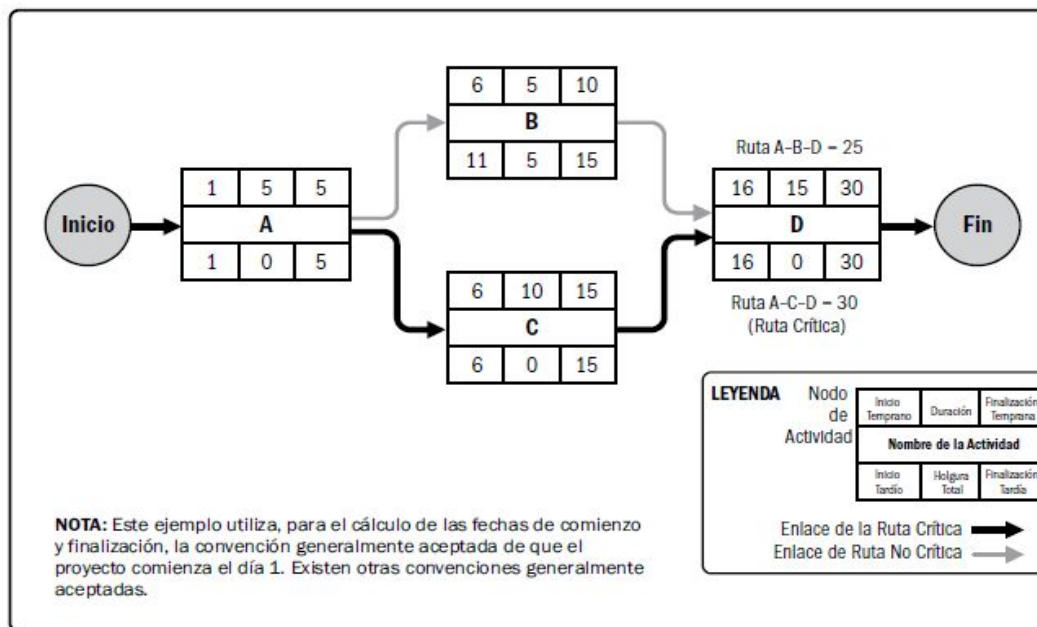 6 5 10
B
11 5 15
Ruta A-B-D = 25
Inicio
1 5 5
A
1 0 5
16 15 30
D
16 0 30
Fin
6 10 15
C
6 0 15
Ruta A-C-D = 30
(Ruta Crítica)
LEYENDA Nodo
de
Actividad
Inicio
Temprano
Duración
Finalización
Temprana
Nombre de la Actividad
Inicio
Tardío
Holgura
Total
Finalización
Tardía
Enlace de la Ruta Crítica
Enlace de Ruta No Crítica
NOTA: Este ejemplo utiliza, para el cálculo de las fechas de comienzo
y finalización, la convención generalmente aceptada de que el
proyecto comienza el día 1. Existen otras convenciones generalmente
aceptadas.